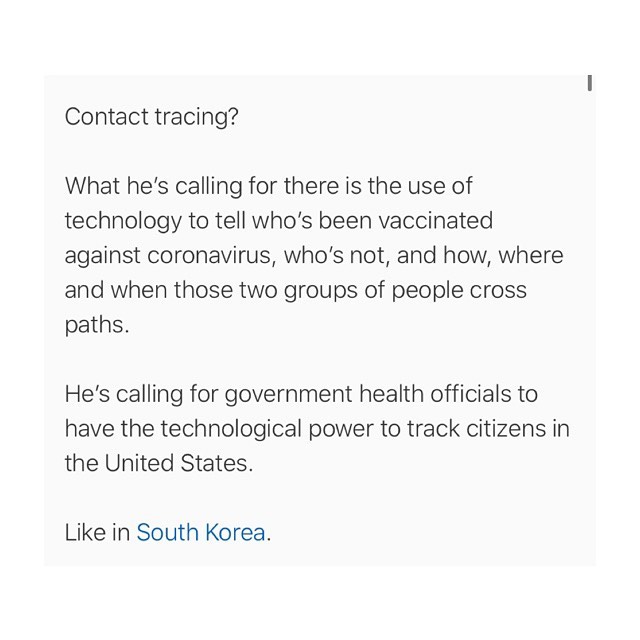 Contact tracing?
What he’s calling for there is the use of
technology to tell who’s been vaccinated
against coronavirus, who’s not, and how, where
and when those two groups of people cross
paths.
He’s calling for government health officials to
have the technological power to track citizens in
the United States.
Like in South Korea.